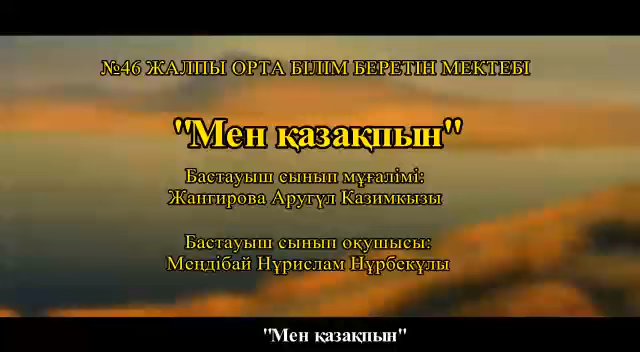 №46 ЖАЛПЫ ОРТА БІЛІМ БЕРЕТІН МЕКТЕБІ
"Мен қазақпын"
Бастауыш сынып мұғалімі:
Жангирова Аругүл Казимкызы
Бастауыш сынып оқушысы:
Меңдібай Нұрислам Нұрбекұлы
"Мен қазақпын"